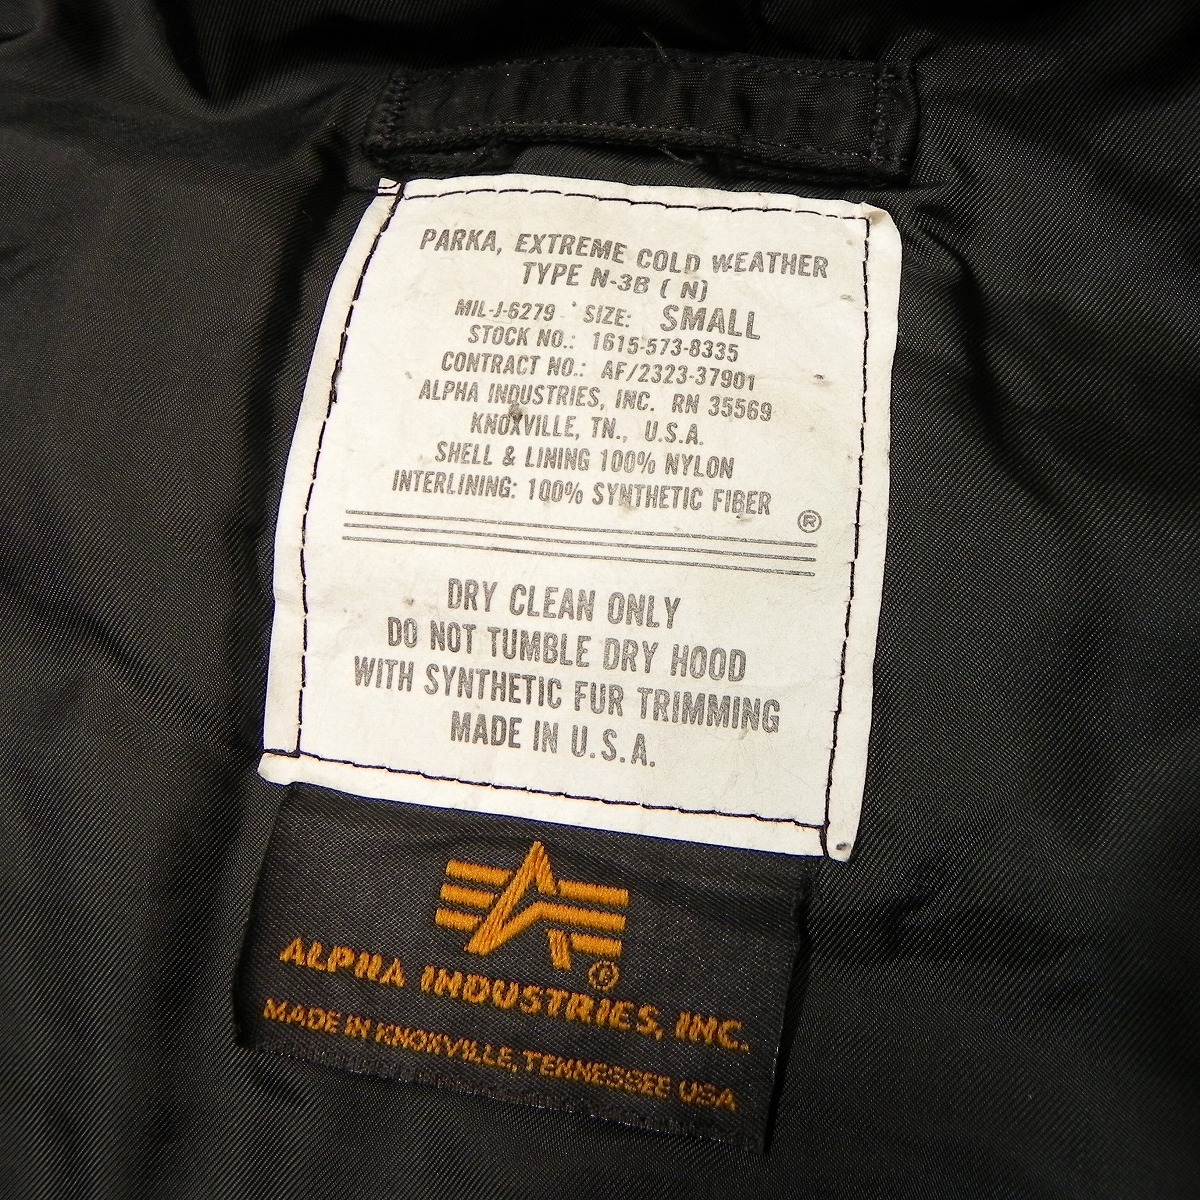 PARKA, EXTREME COLD WEATHER
TYPE N-3B ( N)
MIL-J-6279 SIZE: SMALL
STOCK NO.: 1615-573-8335
CONTRACT NO.: AF/2323-37901
ALPHA INDUSTRIES, INC. RN 35569
KNOXVILLE, TN., U.S.A.
SHELL & LINING 100% NYLON
INTERLINING: 100% SYNTHETIC FIBER
®
DRY CLEAN ONLY
DO NOT TUMBLE DRY HOOD
WITH SYNTHETIC FUR TRIMMING
MADE IN U.S.A.
®
ALPHA INDUSTRIES, INC.
MADE IN KNOXVILLE, TENNESSEE USA